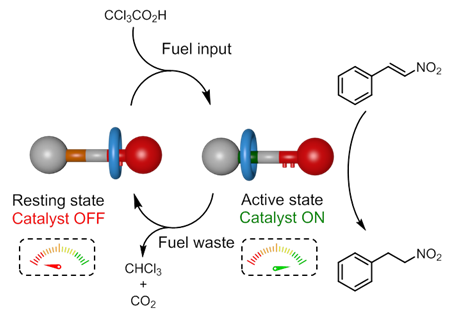 CCl3CO2H
Fuel input
NO2
Resting state
Catalyst OFF
Active state
Catalyst ON
Fuel waste
CHCl3
+
CO2
NO2